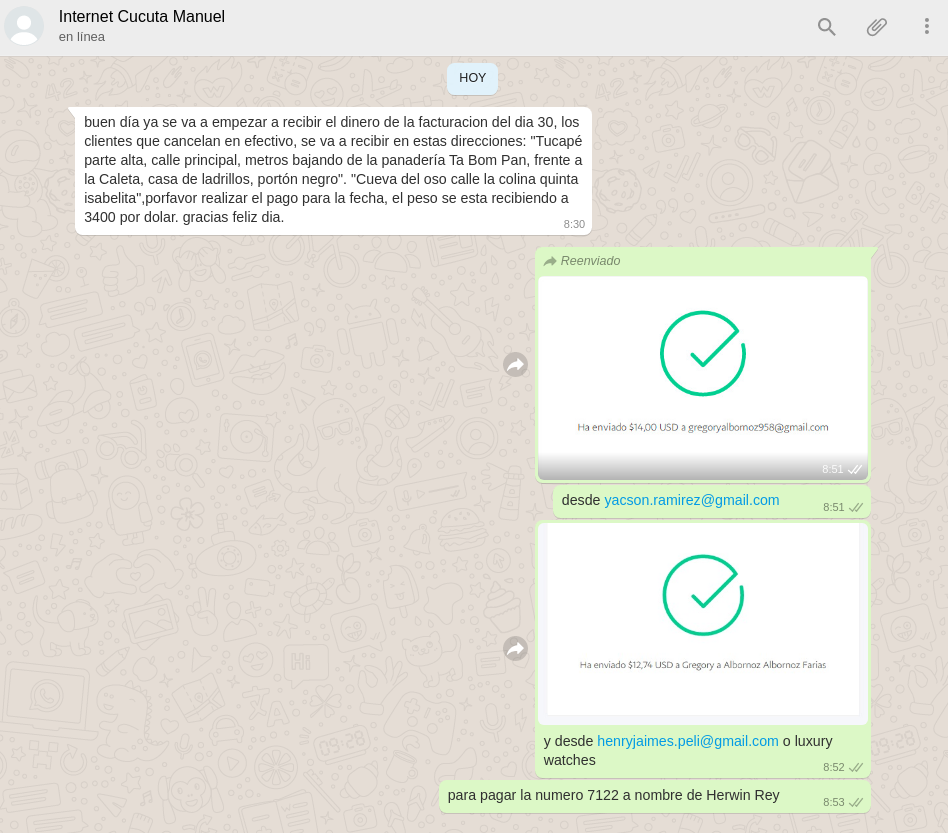 Internet Cucuta Manuel
en línea
HOY
buen día ya se va a empezar a recibir el dinero de la facturacion del dia 30, los
clientes que cancelan en efectivo, se va a recibir en estas direcciones: "Tucapé
parte alta, calle principal, metros bajando de la panadería Ta Bom Pan, frente a
la Caleta, casa de ladrillos, portón negro". "Cueva del oso calle la colina quinta
isabelita",porfavor realizar el pago para la fecha, el peso se esta recibiendo a
3400 por dolar. gracias feliz dia.
8:30
Reenviado
Ha enviado $14,00 USD a gregoryalbornoz958@gmail.com
8:51
desde yacson.ramirez@gmail.com
8:51
Ha enviado $12,74 USD a Gregory a Albornoz Albornoz Farias
y desde henryjaimes.peli@gmail.com o luxury
watches
8:52
para pagar la numero 7122 a nombre de Herwin Rey
8:53